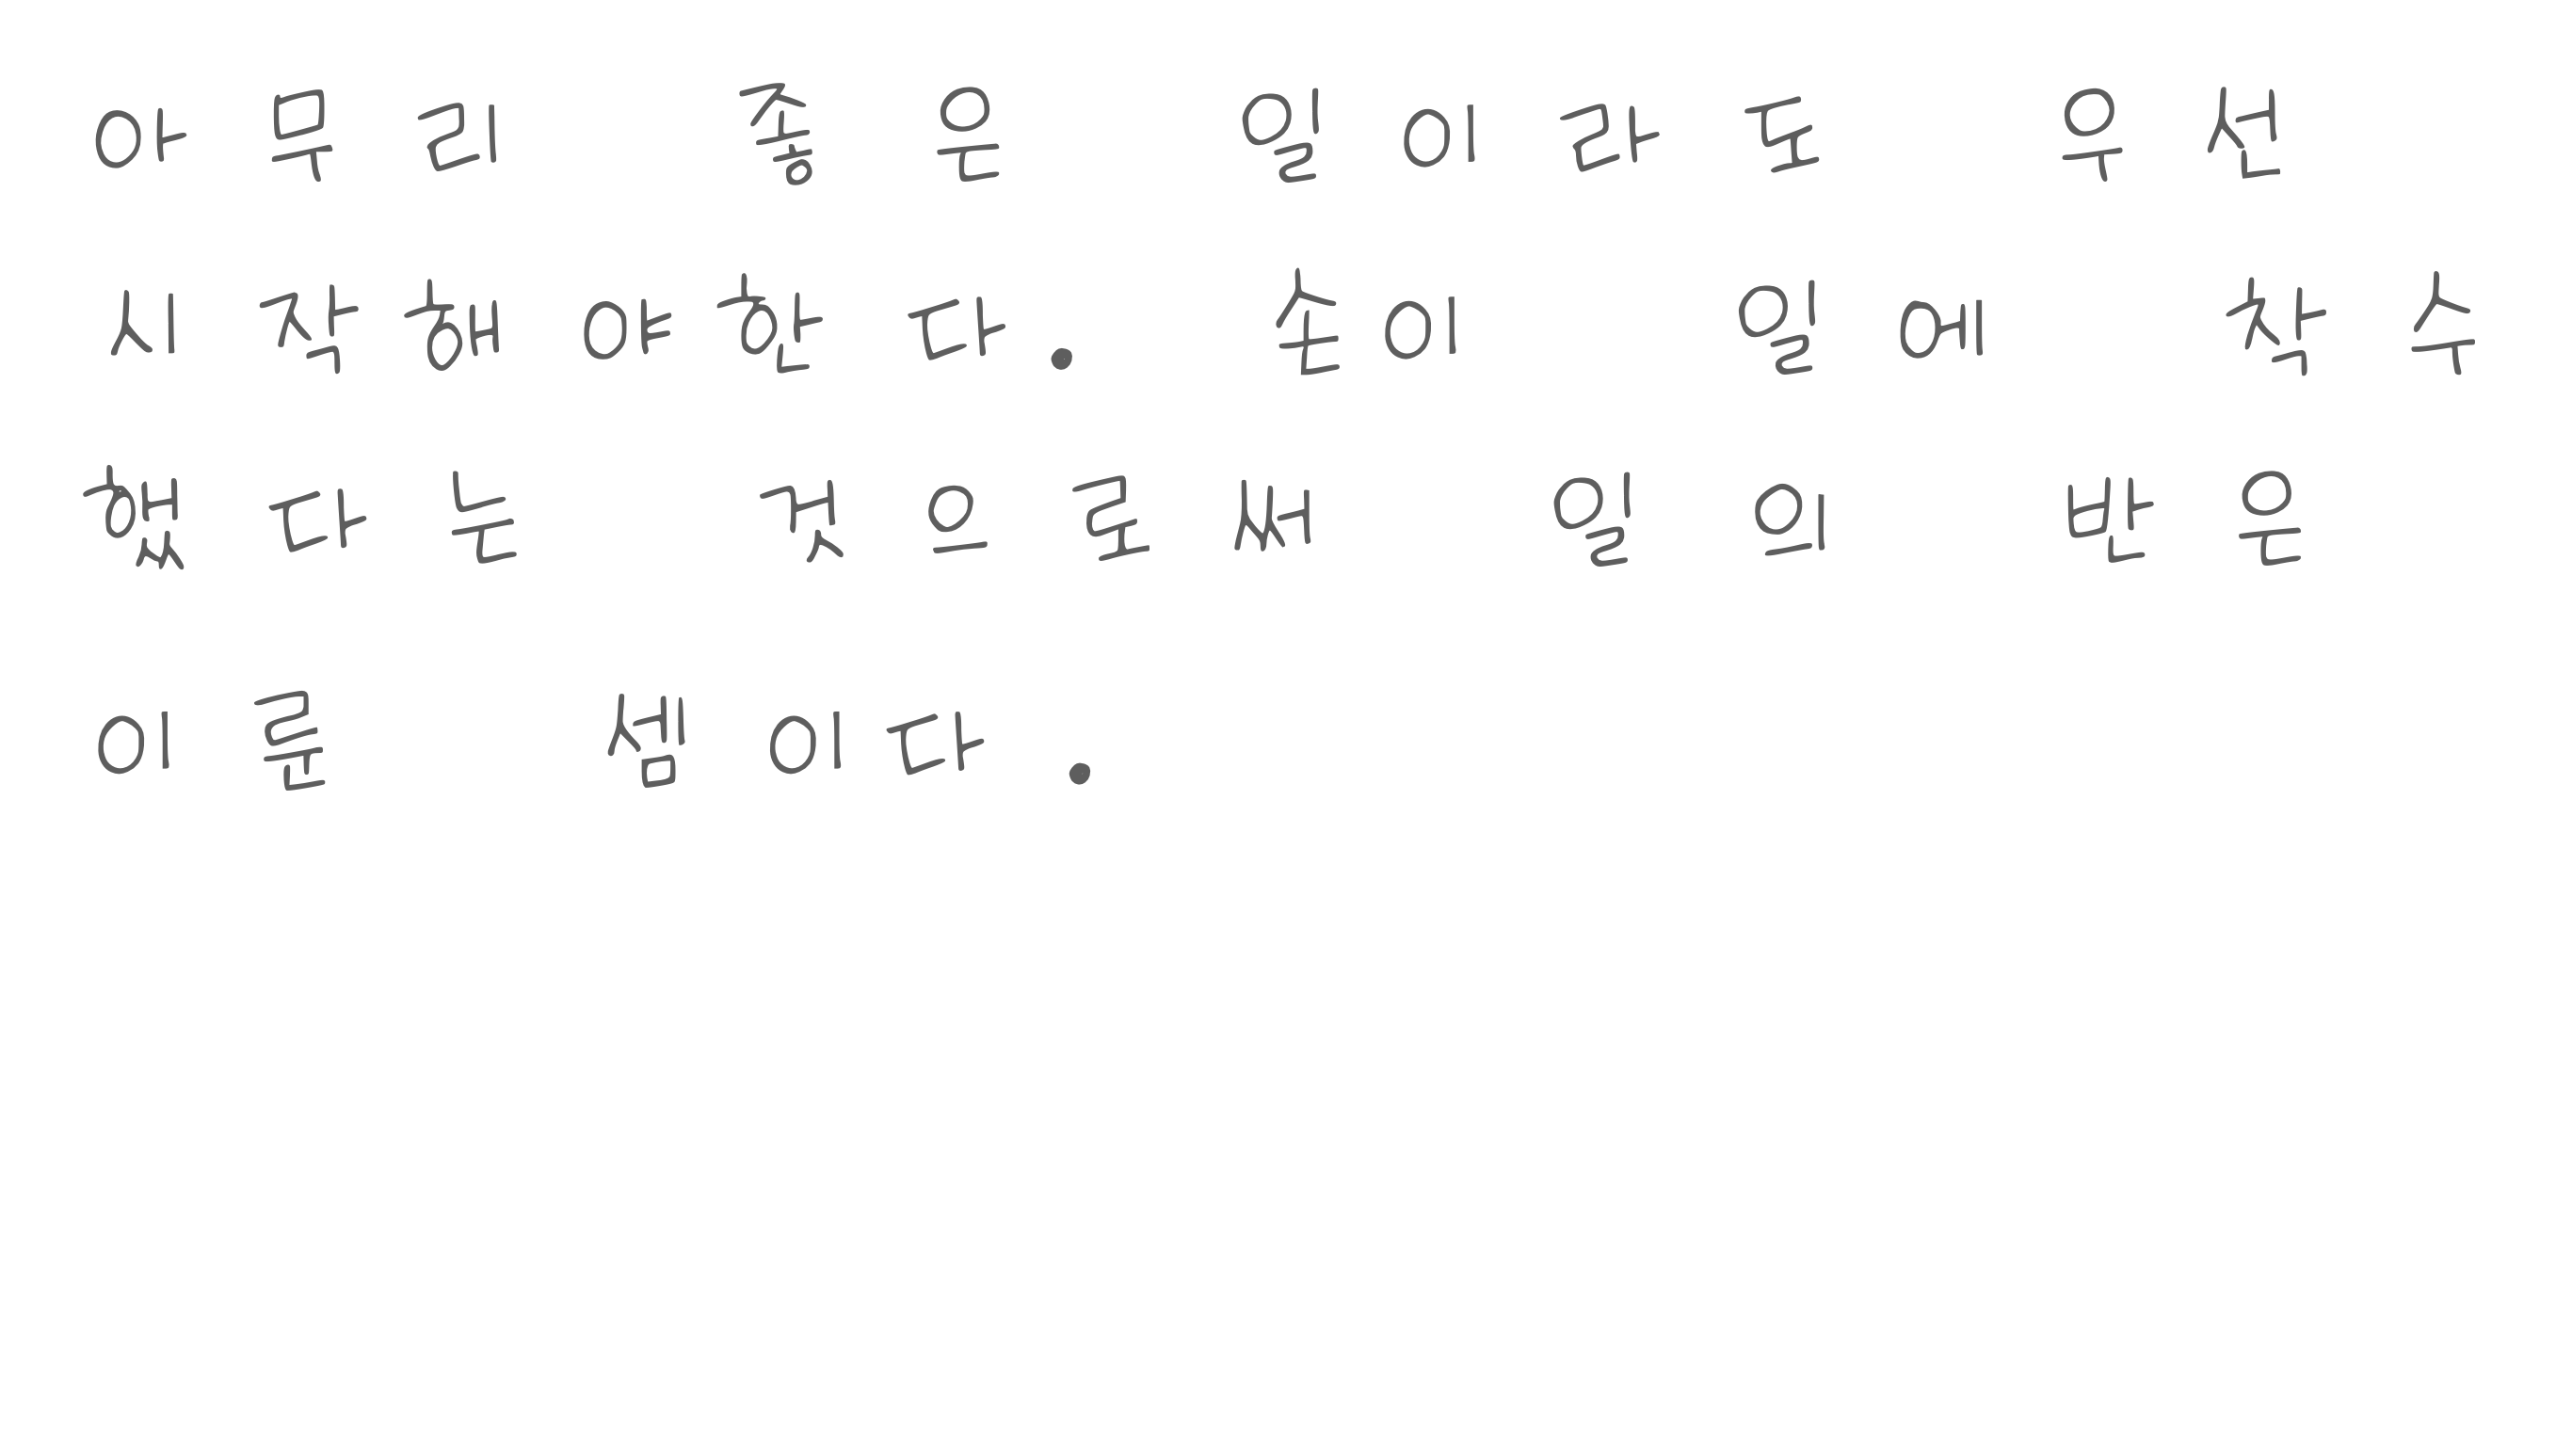 아무리 좋은 일이라도 우선
시작해야한다. 손이 일에 착수
했다는 것으로써 일의 반은
이룬 셈이다.